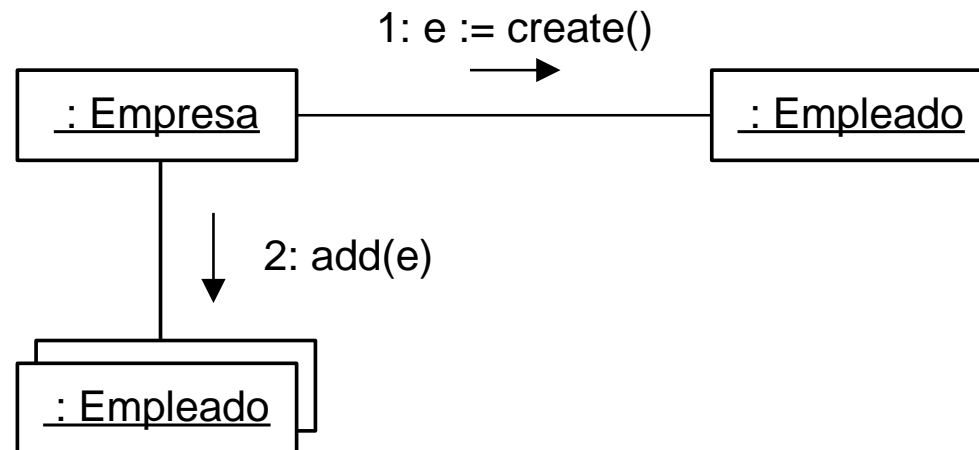 1: e := create()
: Empresa
: Empleado
2: add(e)
: Empleado